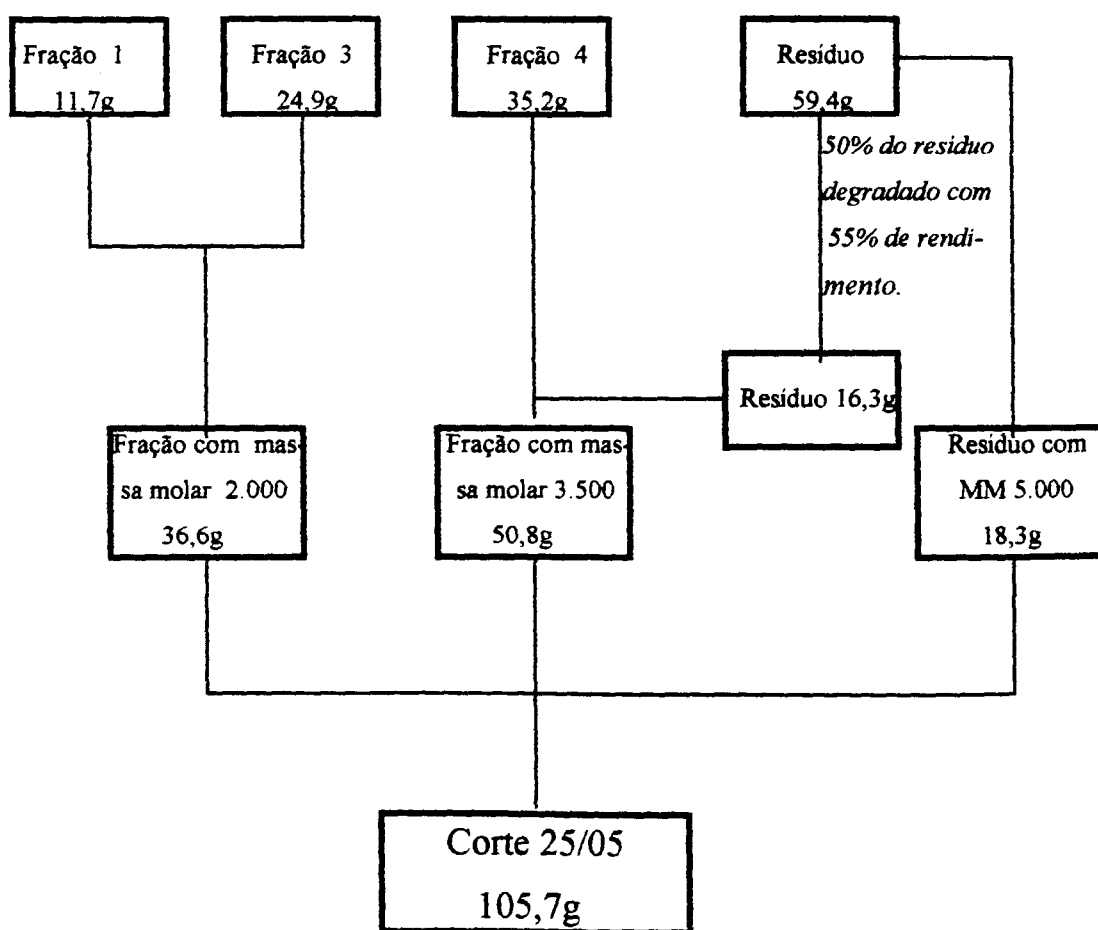 Fração 1
11,7g
Fração 3
24,9g
Fração 4
35,2g
Resíduo
59,4g
50% do resíduo
degradado com
55% de rendi-
mento.
Resíduo 16,3g
Fração com mas-
sa molar 2.000
36,6g
Fração com mas-
sa molar 3.500
50,8g
Resíduo com
MM 5.000
18,3g
Corte 25/05
105,7g